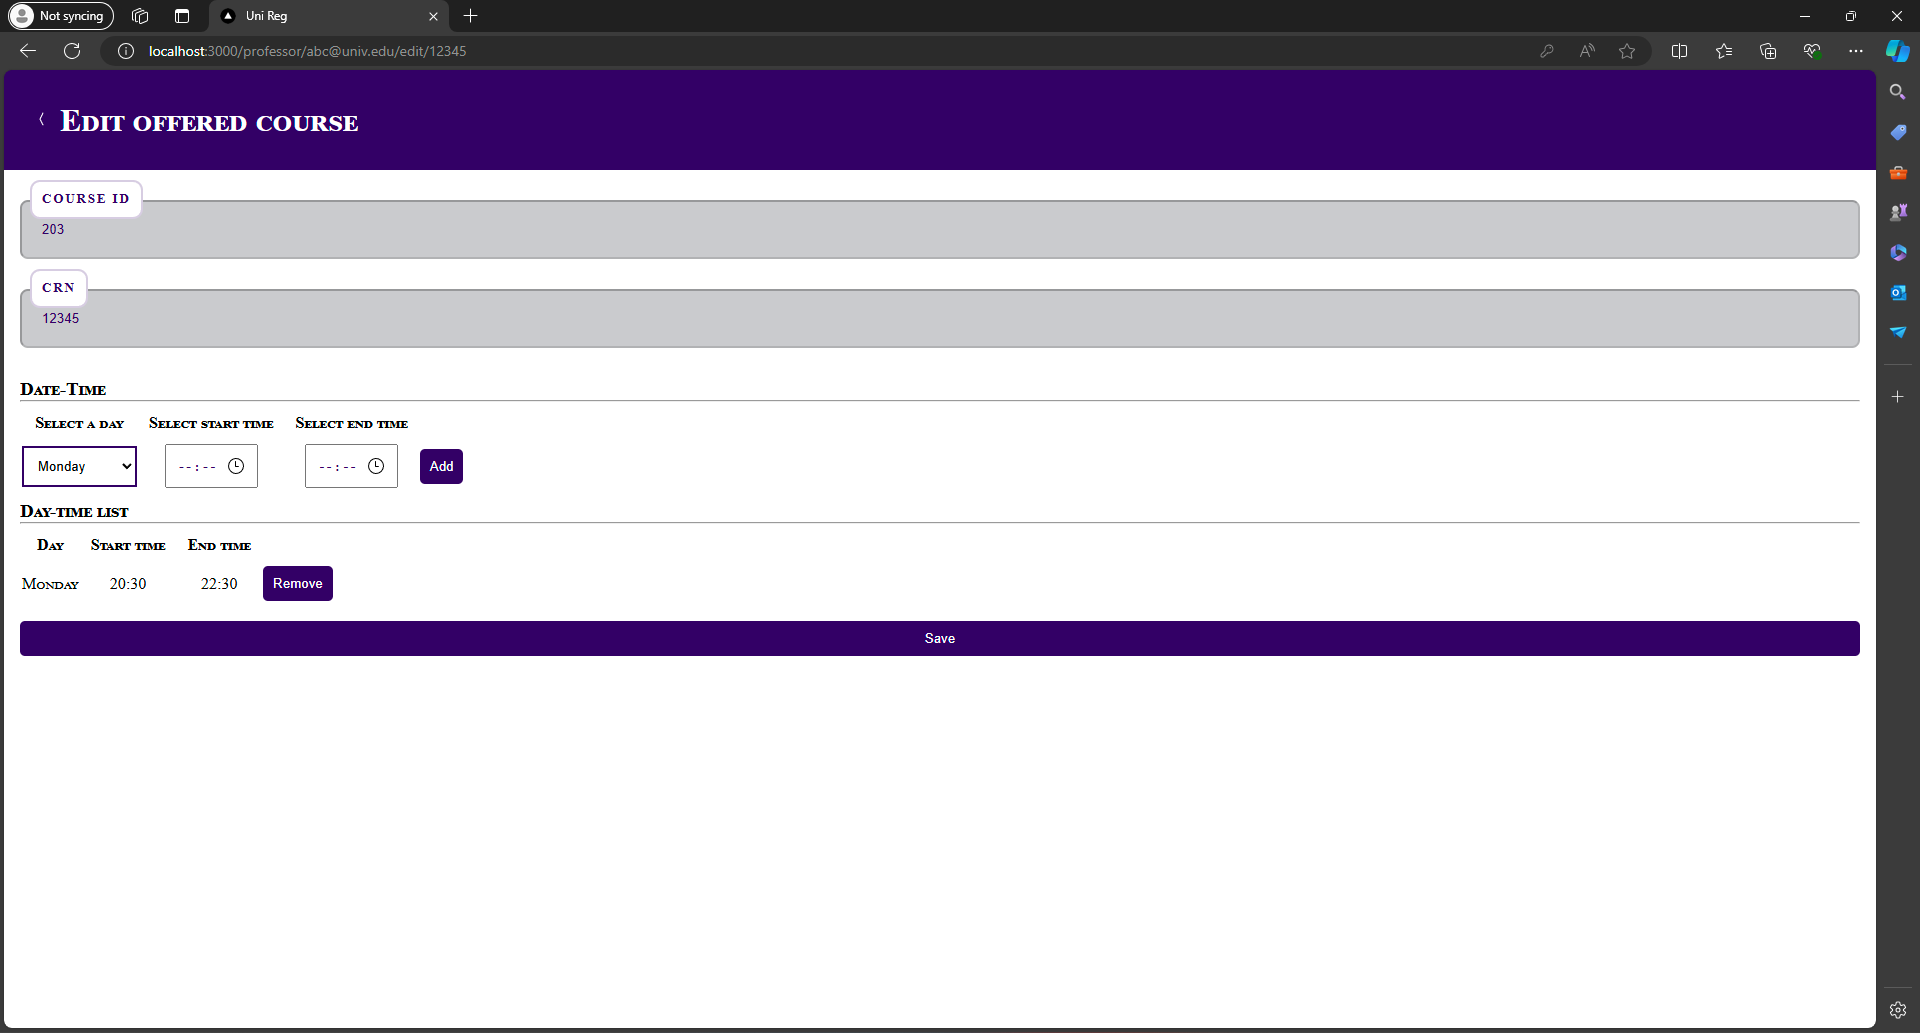 Not syncing
Uni Reg
localhost:3000/professor/abc@univ.edu/edit/12345
Edit offered course
COURSE ID
203
CRN
12345
Date-Time
Select a day Select start time Select end time
Monday --:-- --:-- Add
Day-time list
Day Start time End time
Monday 20:30 22:30 Remove
Save